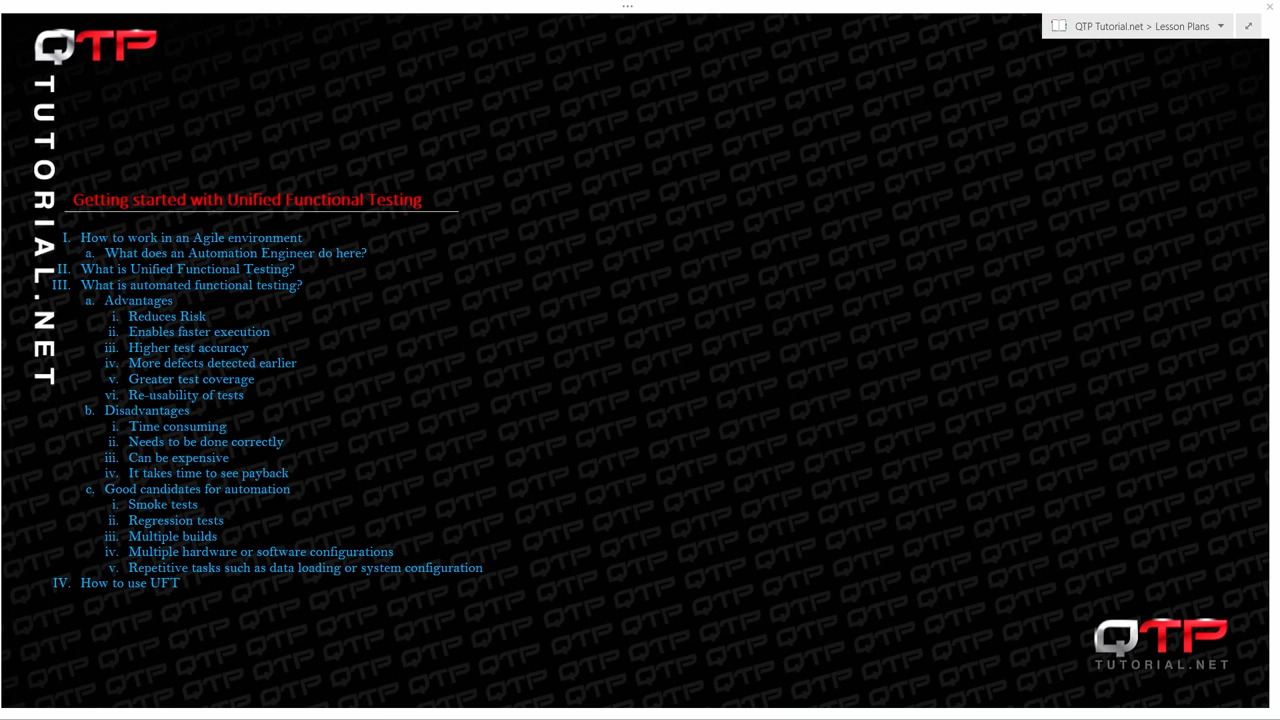 QTP
TUTORIAL.NET
QTP Tutorial.net > Lesson Plans
Getting started with Unified Functional Testing
I. How to work in an Agile environment
a. What does an Automation Engineer do here?
II. What is Unified Functional Testing?
III. What is automated functional testing?
a. Advantages
i. Reduces Risk
ii. Enables faster execution
iii. Higher test accuracy
iv. More defects detected earlier
v. Greater test coverage
vi. Re-usability of tests
b. Disadvantages
i. Time consuming
ii. Needs to be done correctly
iii. Can be expensive
iv. It takes time to see payback
c. Good candidates for automation
i. Smoke tests
ii. Regression tests
iii. Multiple builds
iv. Multiple hardware or software configurations
v. Repetitive tasks such as data loading or system configuration
IV. How to use UFT
QTP
TUTORIAL.NET